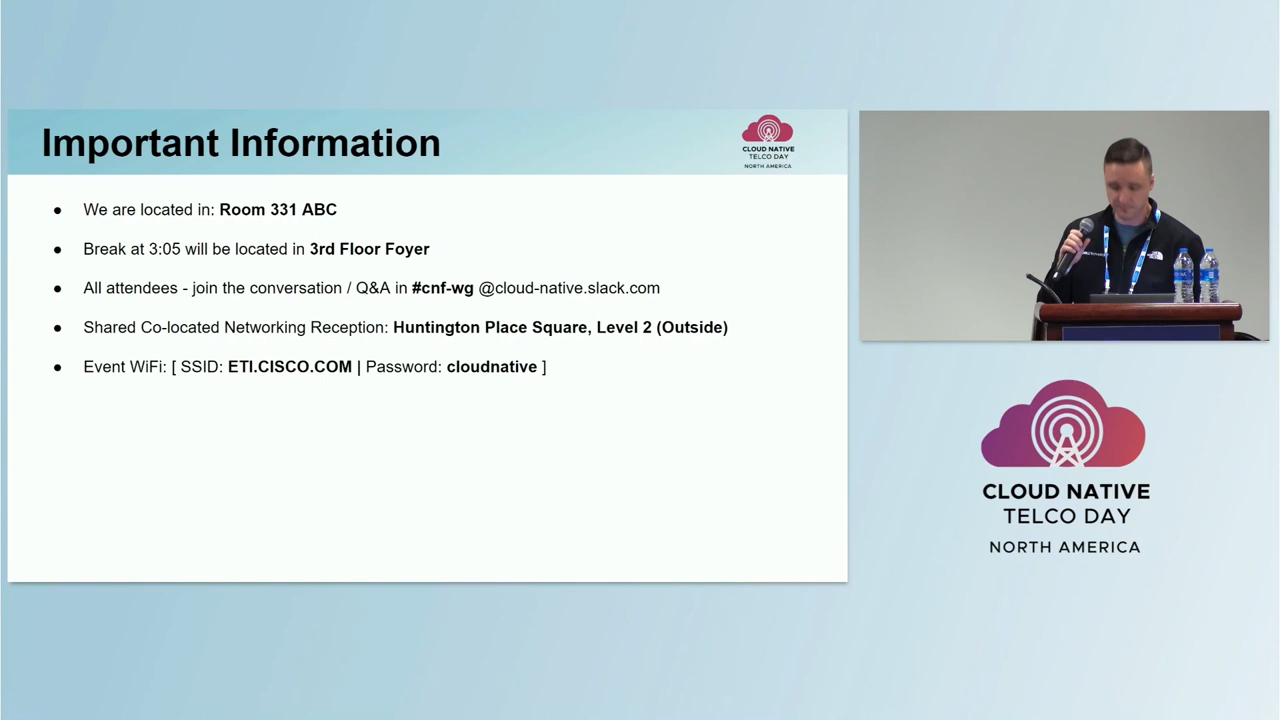 Important Information
CLOUD NATIVE
TELCO DAY
NORTH AMERICA
● We are located in: Room 331 ABC
● Break at 3:05 will be located in 3rd Floor Foyer
● All attendees - join the conversation / Q&A in #cnf-wg @cloud-native.slack.com
● Shared Co-located Networking Reception: Huntington Place Square, Level 2 (Outside)
● Event WiFi: [ SSID: ETI.CISCO.COM | Password: cloudnative ]
CLOUD NATIVE
TELCO DAY
NORTH AMERICA